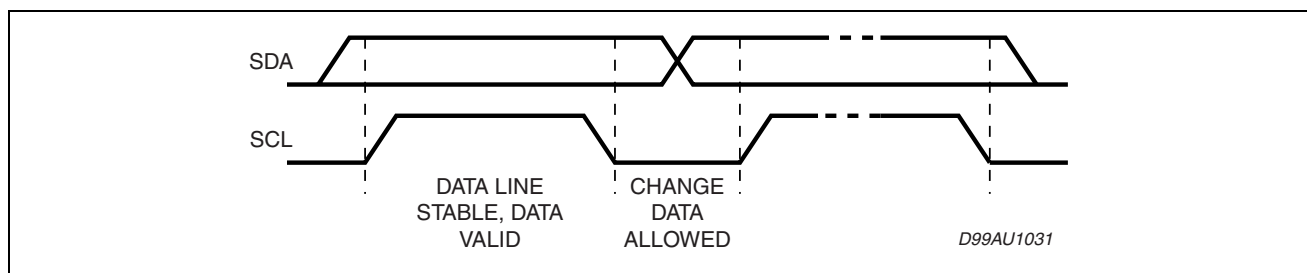 SDA
SCL
DATA LINE
STABLE, DATA
VALID
CHANGE
DATA
ALLOWED
D99AU1031